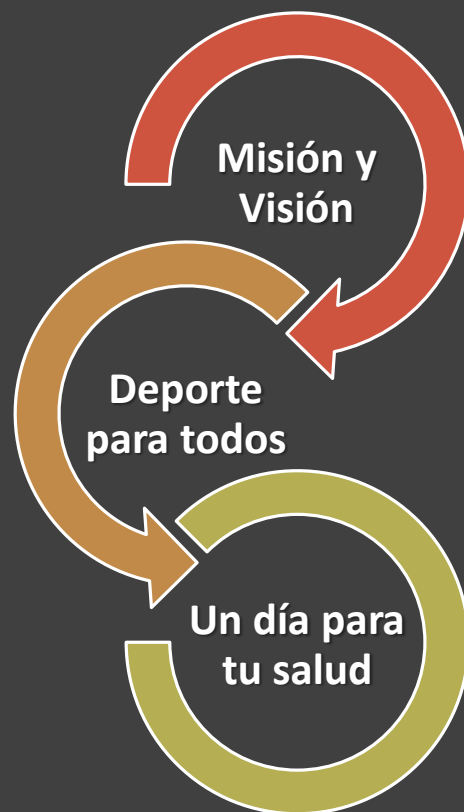 Misión y
Visión
Deporte
para todos
Un día para
tu salud